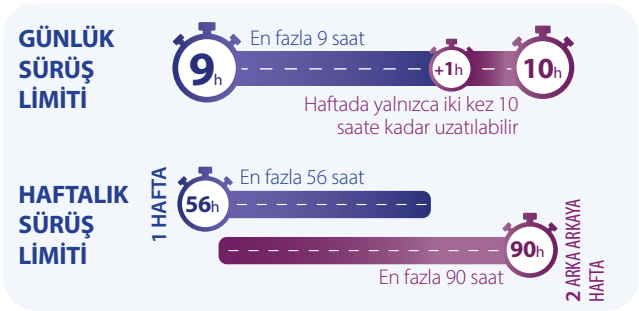 GÜNLÜK
SÜRÜŞ
LİMİTİ
9h
En fazla 9 saat
+1h
10h
Haftada yalnızca iki kez 10
saate kadar uzatılabilir
HAFTALIK
SÜRÜŞ
LİMİTİ
1 HAFTA
56h
En fazla 56 saat
90h
En fazla 90 saat
2 ARKA ARKAYA
HAFTA